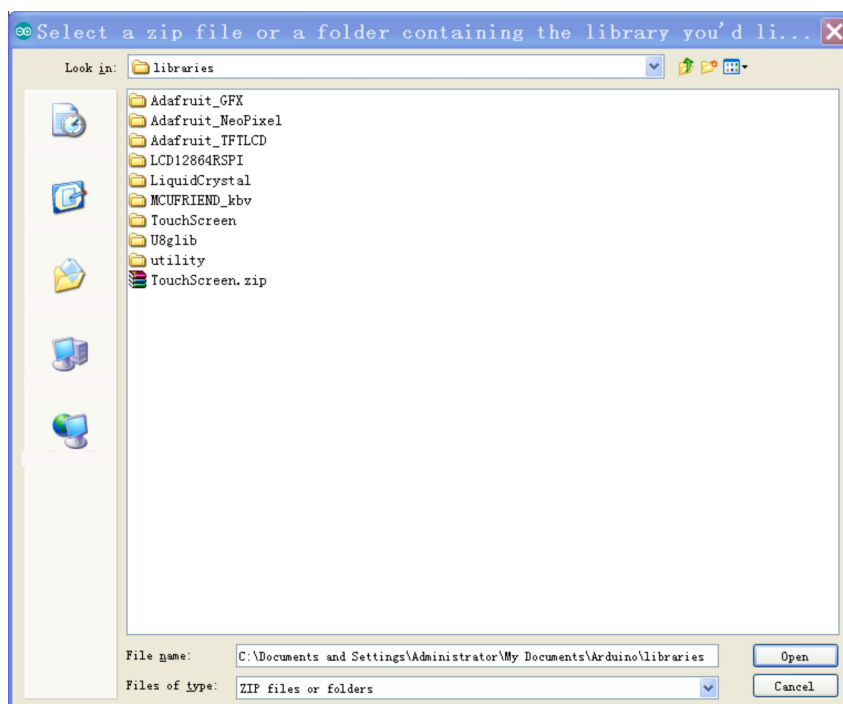 Select a zip file or a folder containing the library you'd li...
Look in: libraries
Adafruit_GFX
Adafruit_NeoPixel
Adafruit_TFTLCD
LCD12864RSPI
LiquidCrystal
MCUFRIEND_kbv
TouchScreen
U8glib
utility
TouchScreen.zip
File name: C:\Documents and Settings\Administrator\My Documents\Arduino\libraries Open
Files of type: ZIP files or folders Cancel